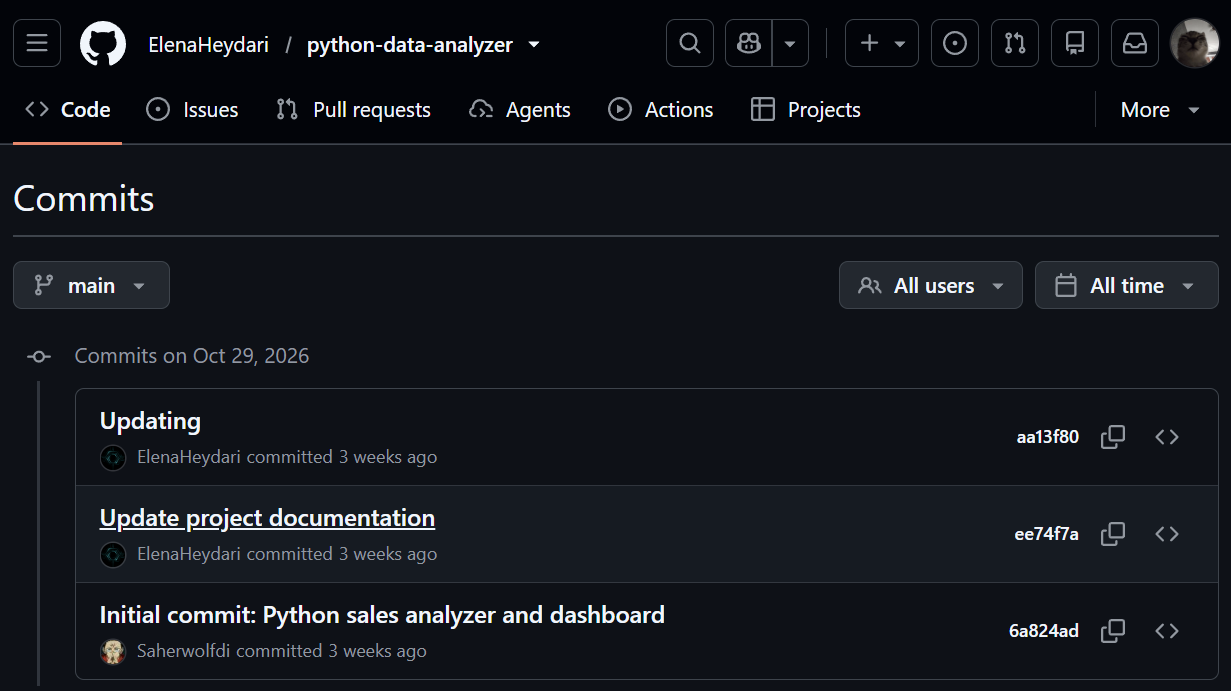 ElenaHeydari / python-data-analyzer
Code Issues Pull requests Agents Actions Projects More
Commits
main All users All time
Commits on Oct 29, 2026
Updating
ElenaHeydari committed 3 weeks ago
aa13f80
Update project documentation
ElenaHeydari committed 3 weeks ago
ee74f7a
Initial commit: Python sales analyzer and dashboard
Saherwolfdi committed 3 weeks ago
6a824ad